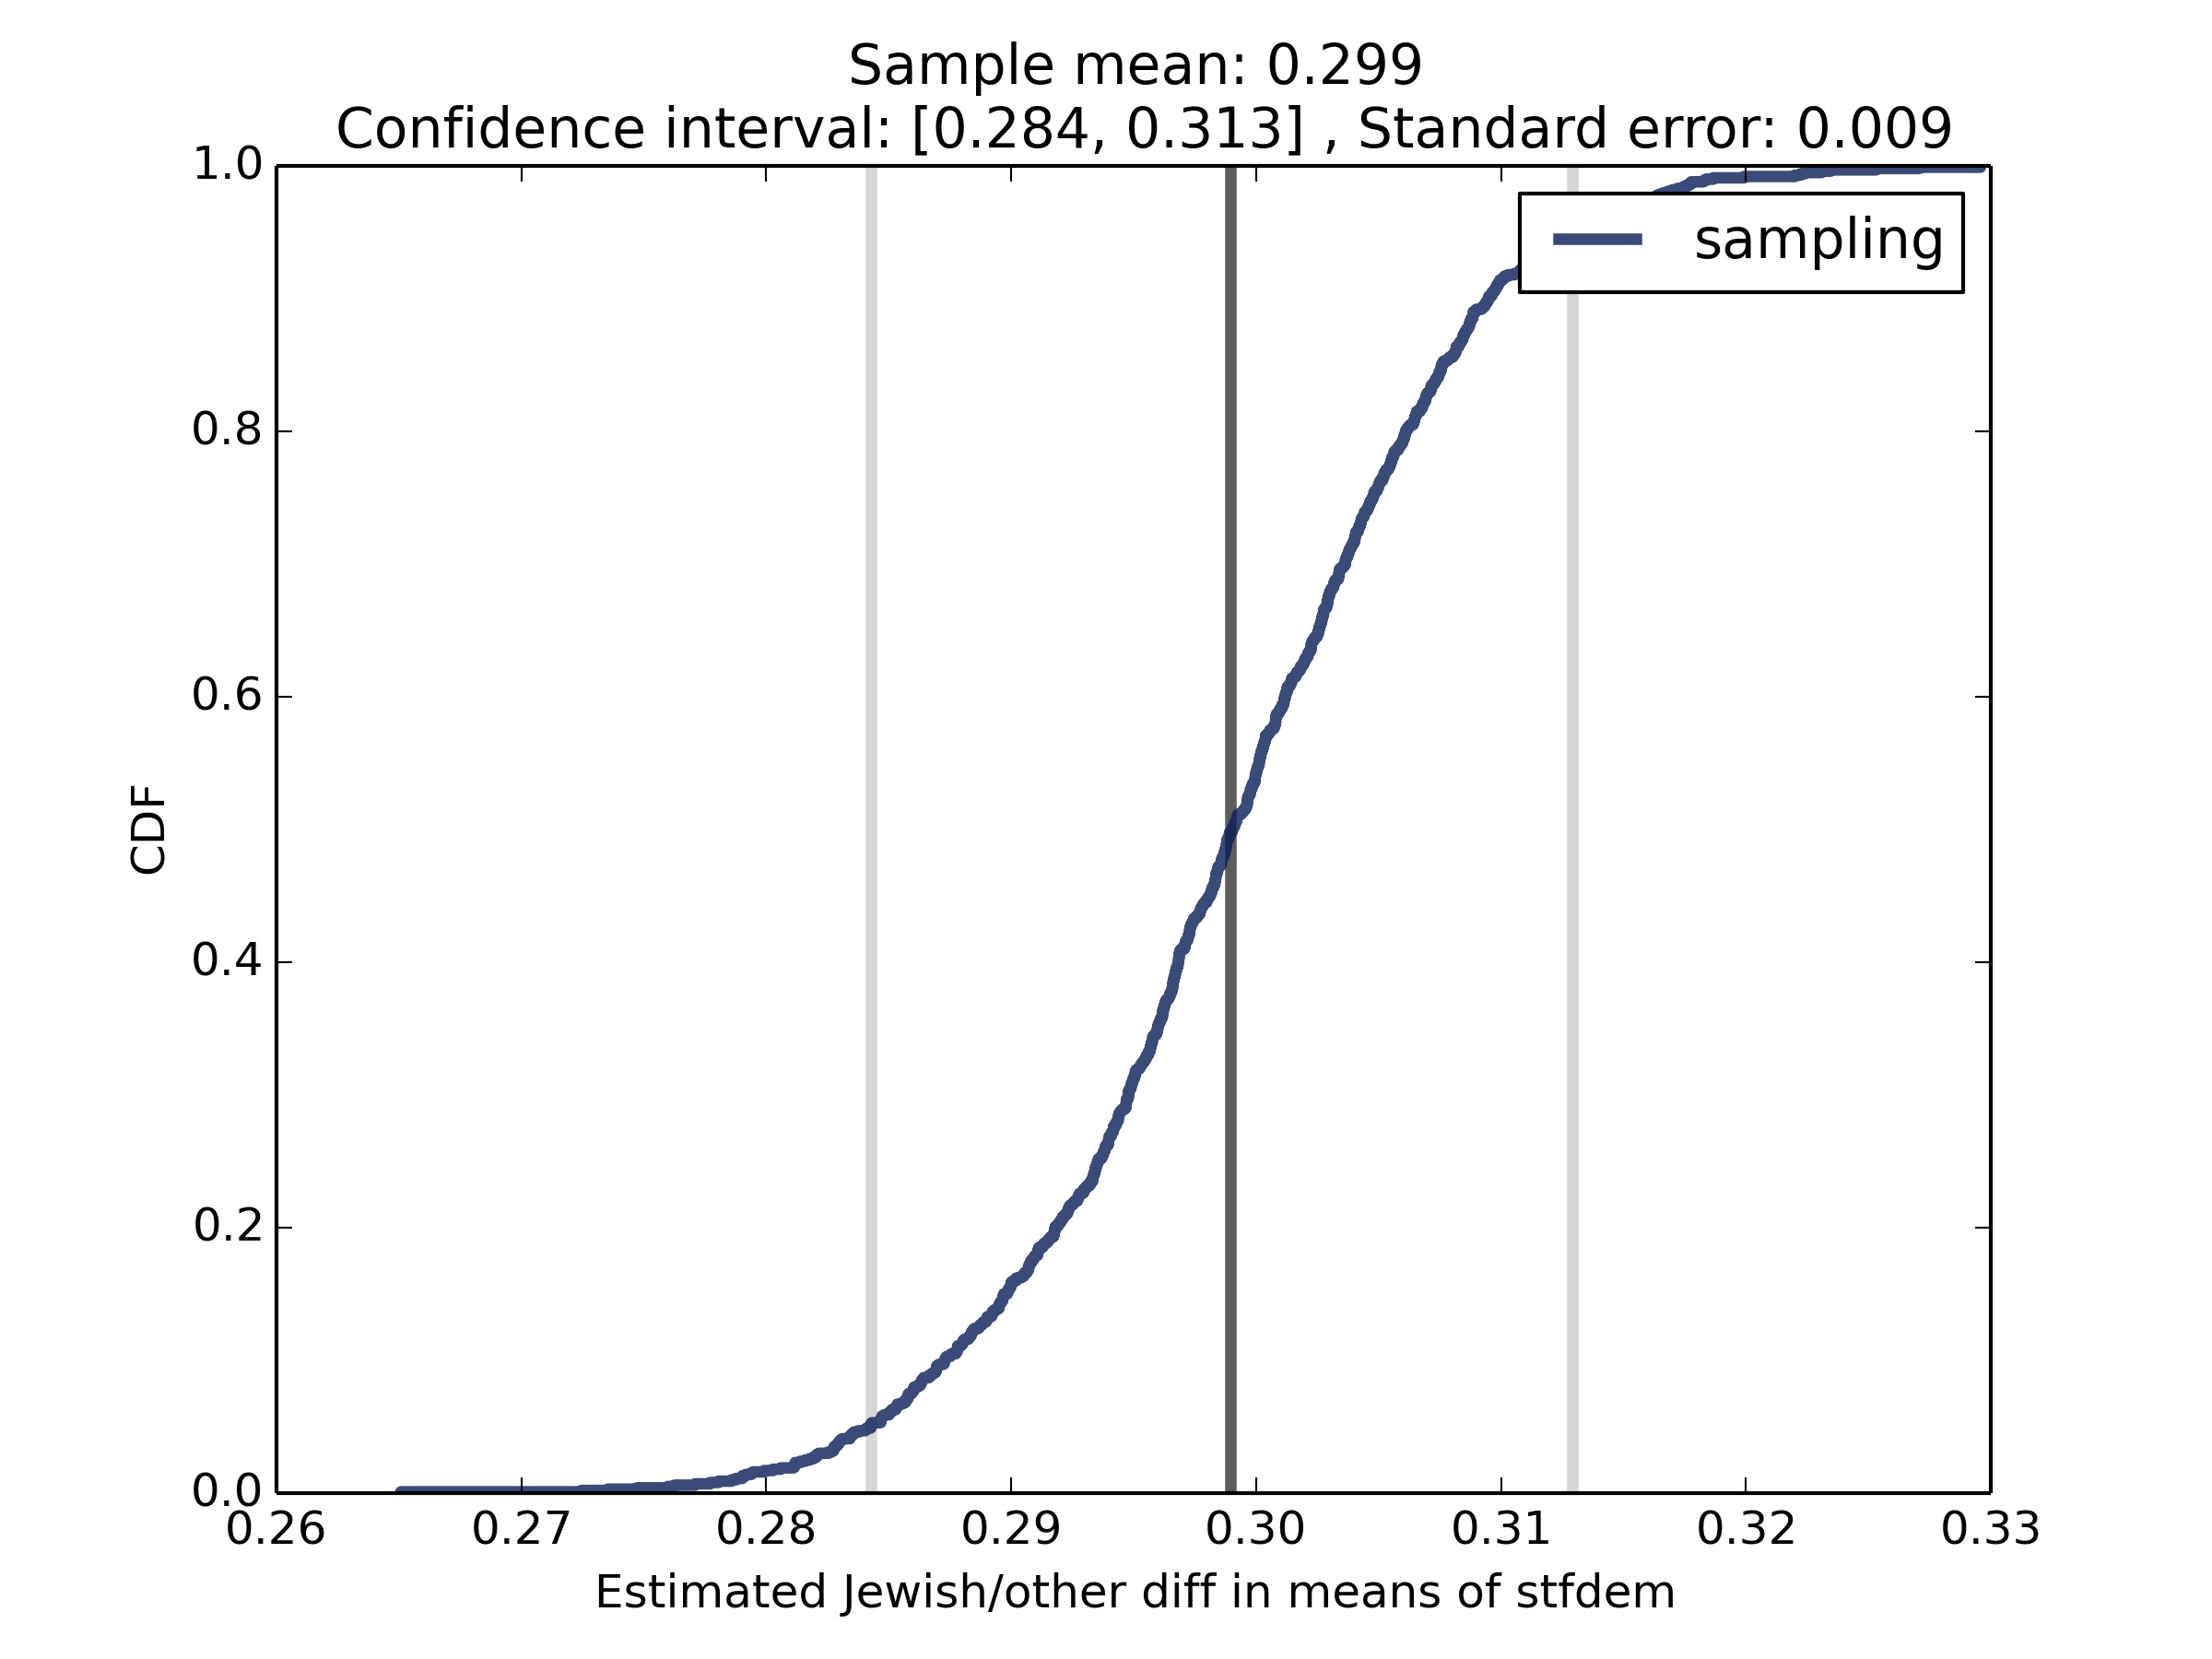 Sample mean: 0.299
Confidence interval: [0.284, 0.313] , Standard error: 0.009
1.0
0.8
0.6
0.4
0.2
0.0
CDF
sampling
0.26 0.27 0.28 0.29 0.30 0.31 0.32 0.33
Estimated Jewish/other diff in means of stfdem